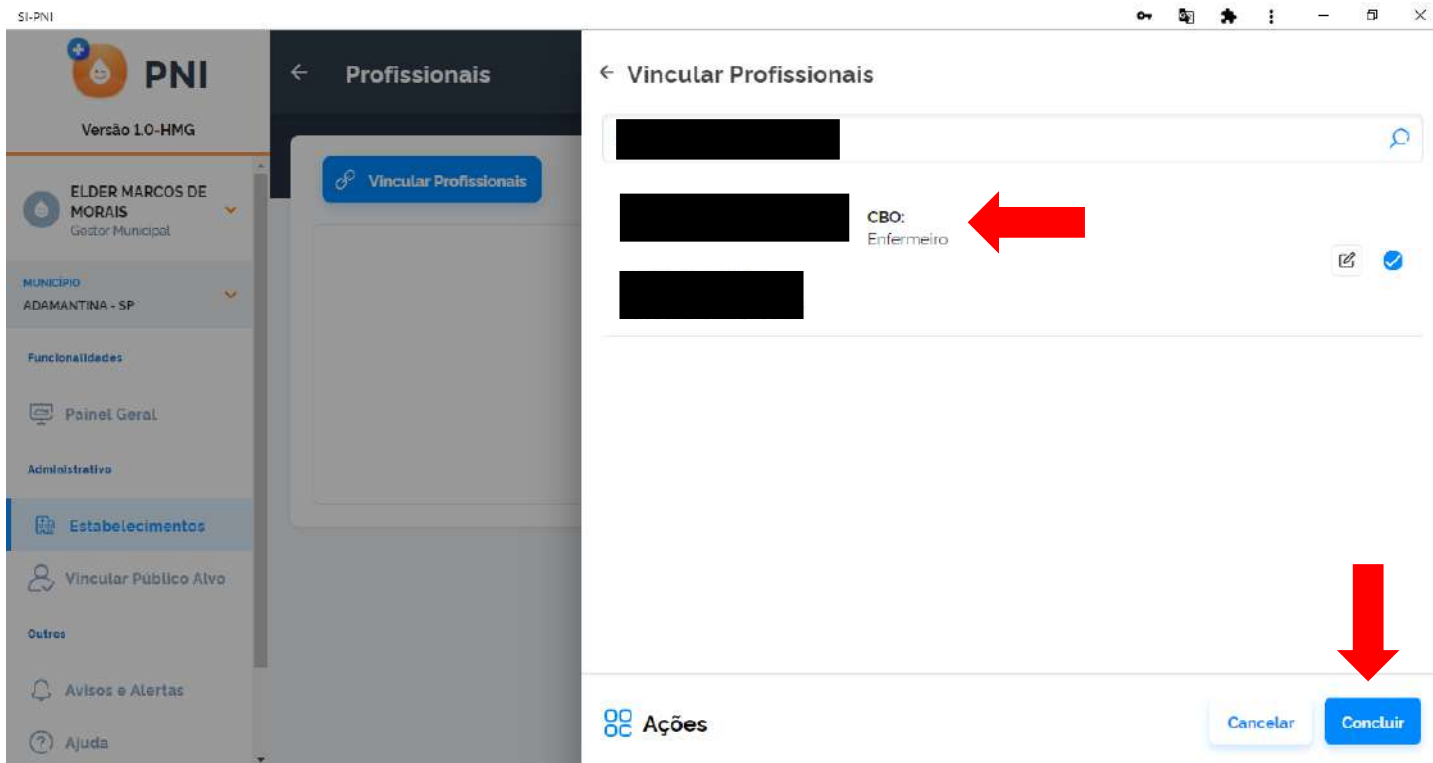 SI-PNI
PNI
Versão 1.0-HMG
ELDER MARCOS DE
MORAIS
Gestor Municipal
MUNICÍPIO
ADAMANTINA - SP
Funcionalidades
Painel Geral
Administrativo
Estabelecimentos
Vincular Público Alvo
Outros
Avisos e Alertas
Ajuda
Profissionais
Vincular Profissionais
Vincular Profissionais
CBO:
Enfermeiro
Ações
Cancelar
Concluir